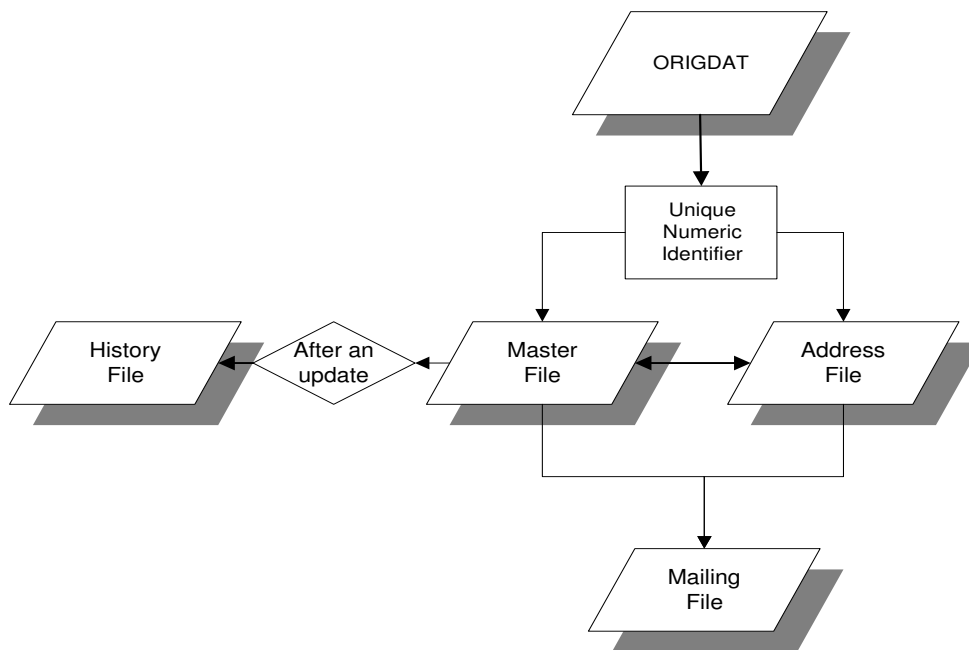 ORIGDAT
Unique
Numeric
Identifier
History
File
After an
update
Master
File
Address
File
Mailing
File